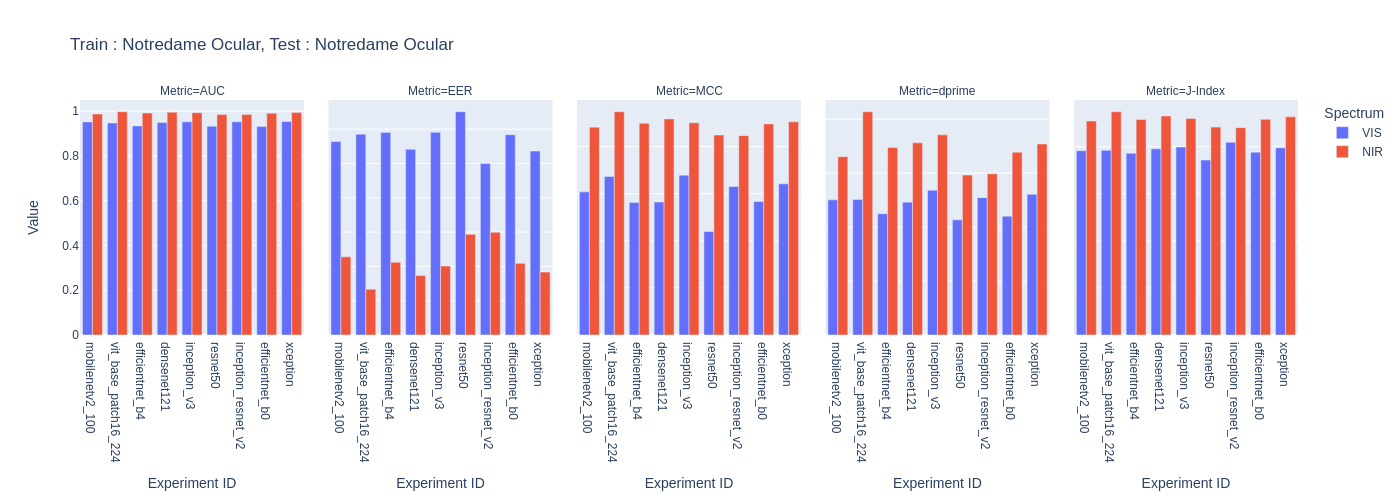 Train : Notredame Ocular, Test : Notredame Ocular
Metric=AUC
Metric=EER
Metric=MCC
Metric=dprime
Metric=J-Index
Spectrum
VIS
NIR
Value
1
0.8
0.6
0.4
0.2
0
mobilenetv2_100
vit_base_patch16_224
efficientnet_b4
densenet121
inception_v3
resnet50
inception_resnet_v2
efficientnet_b0
xception
mobilenetv2_100
vit_base_patch16_224
efficientnet_b4
densenet121
inception_v3
resnet50
inception_resnet_v2
efficientnet_b0
xception
mobilenetv2_100
vit_base_patch16_224
efficientnet_b4
densenet121
inception_v3
resnet50
inception_resnet_v2
efficientnet_b0
xception
mobilenetv2_100
vit_base_patch16_224
efficientnet_b4
densenet121
inception_v3
resnet50
inception_resnet_v2
efficientnet_b0
xception
mobilenetv2_100
vit_base_patch16_224
efficientnet_b4
densenet121
inception_v3
resnet50
inception_resnet_v2
efficientnet_b0
xception
Experiment ID
Experiment ID
Experiment ID
Experiment ID
Experiment ID